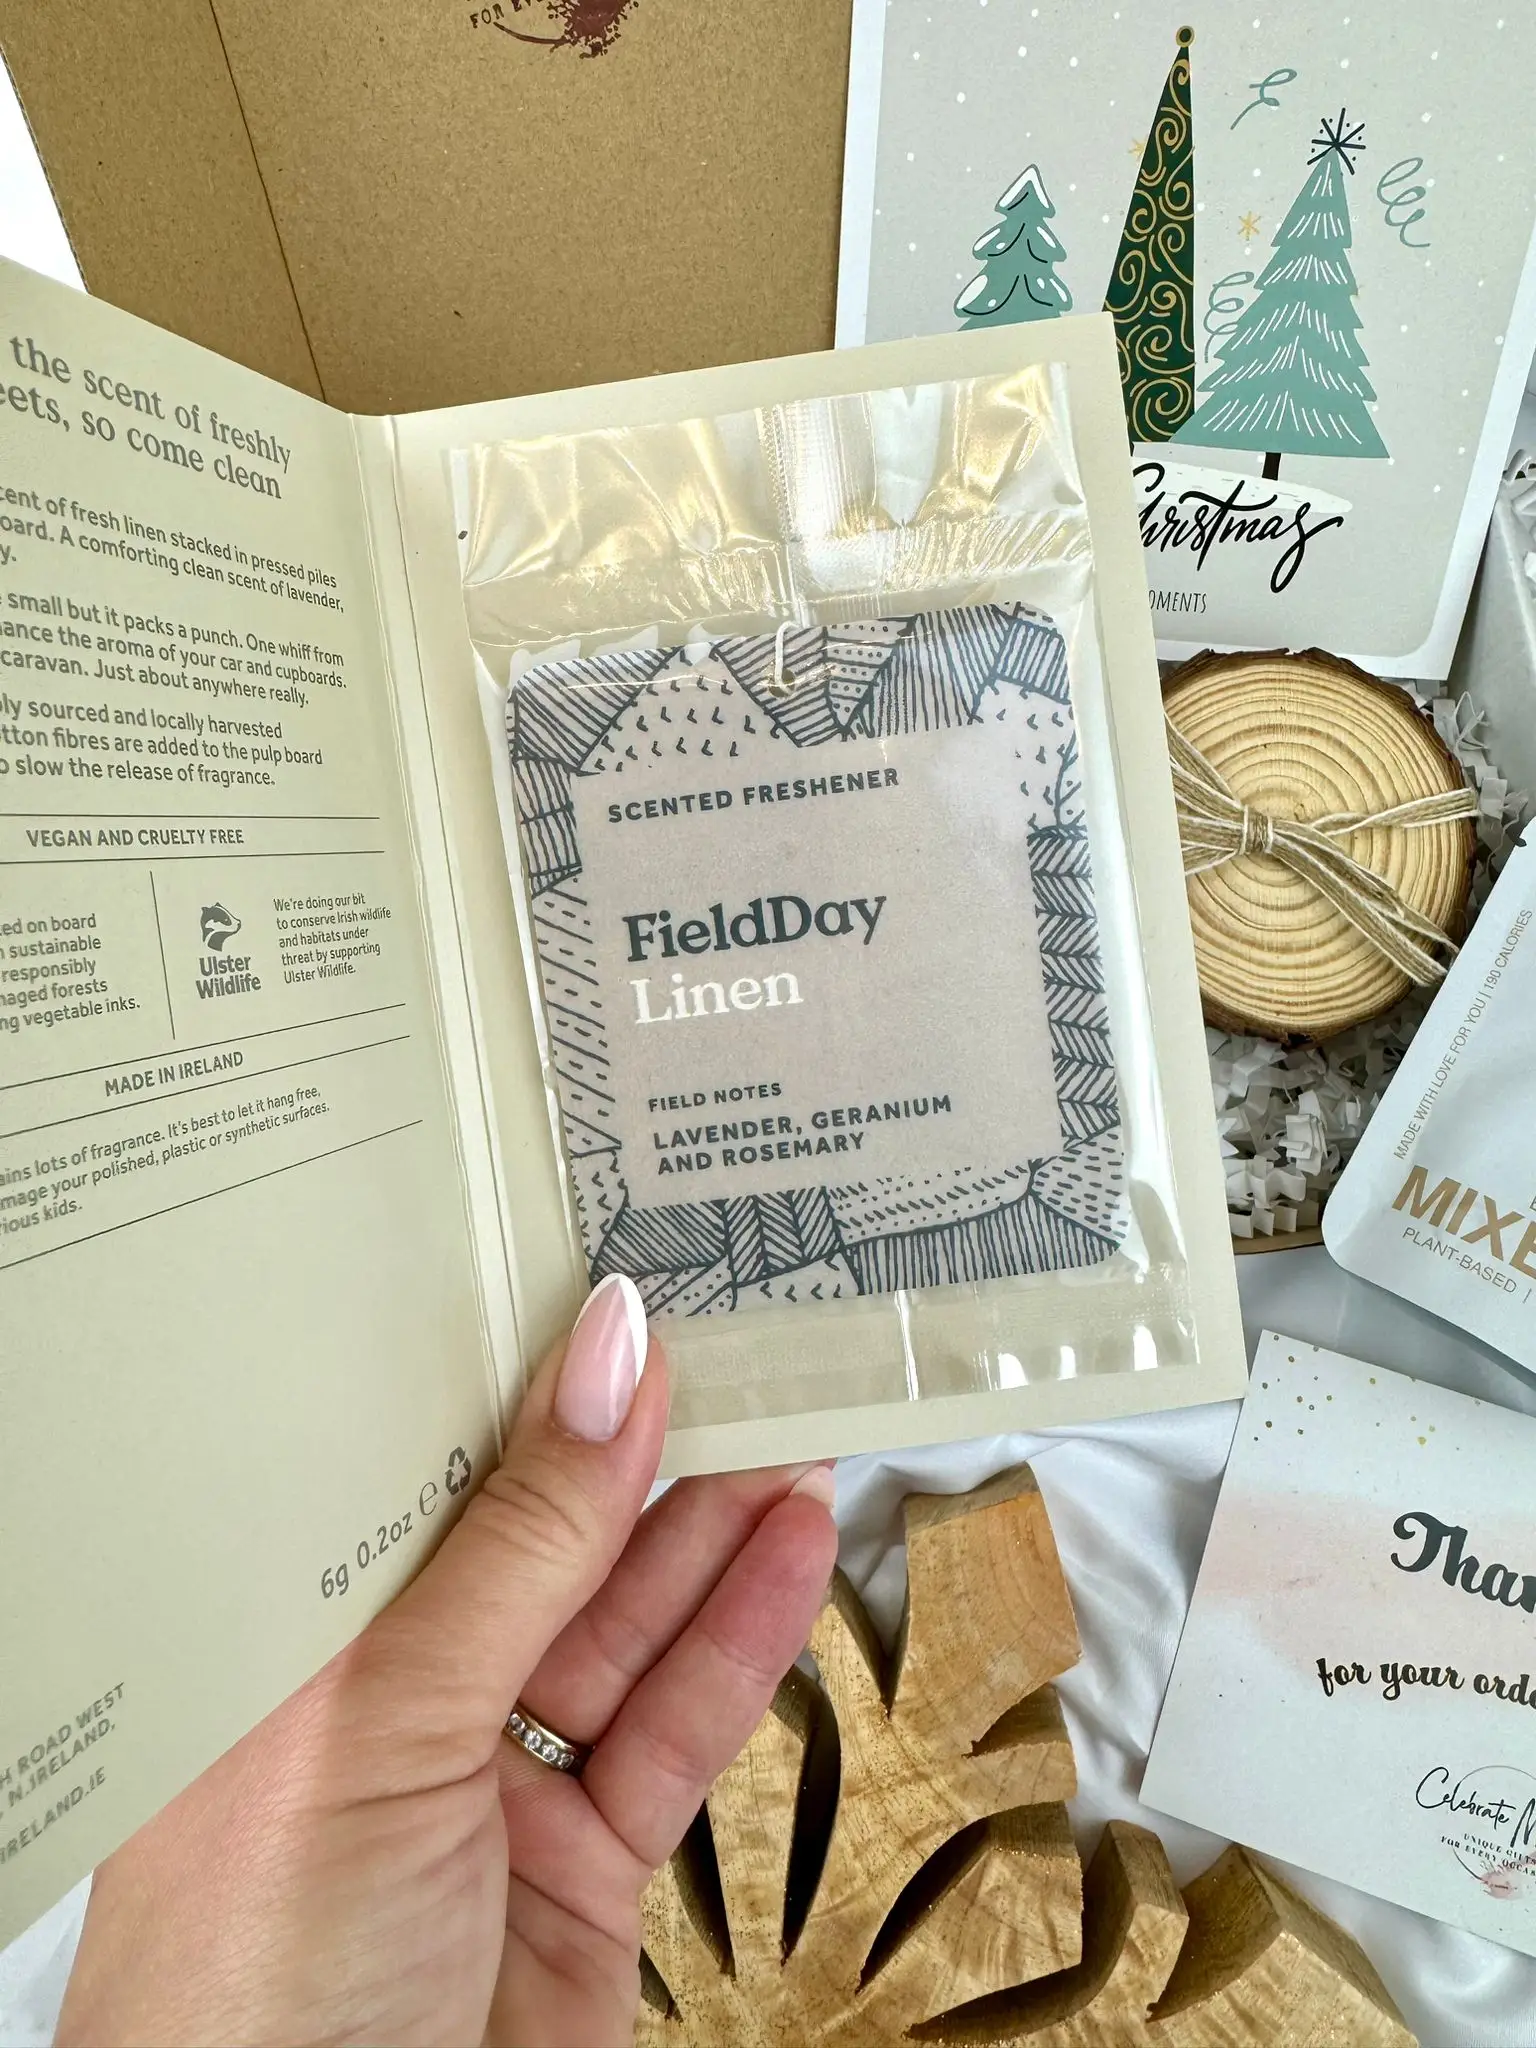 FOR EV
the scent of freshly
eets, so come clean
cent of fresh linen stacked in pressed piles
oard. A comforting clean scent of lavender,
y.
small but it packs a punch. One whiff from
ance the aroma of your car and cupboards.
caravan. Just about anywhere really.
ly sourced and locally harvested
tton fibres are added to the pulp board
o slow the release of fragrance.
VEGAN AND CRUELTY FREE
ed on board
n sustainable
responsibly
naged forests
ng vegetable inks.
Ulster
Wildlife
We're doing our bit
to conserve Irish wildlife
and habitats under
threat by supporting
Ulster Wildlife.
MADE IN IRELAND
ains lots of fragrance. It's best to let it hang free,
mage your polished, plastic or synthetic surfaces.
rious kids.
6g 0.2oz e
H ROAD WEST
, N.IRELAND,
IRELAND.IE
SCENTED FRESHENER
FieldDay
Linen
FIELD NOTES
LAVENDER, GERANIUM
AND ROSEMARY
Christmas
OMENTS
MADE WITH LOVE FOR YOU | 190 CALORIES
MIXE
PLANT-BASED |
Than
for your orde
Celebrate M
UNIQUE GIFTS
FOR EVERY OCCAS